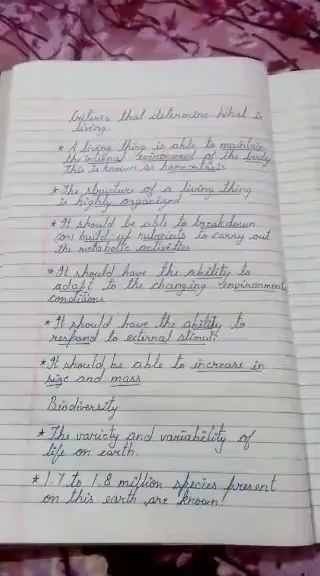 Criteria that determine what is
living
* A living thing is able to maintain
the internal environment of the body
This is known as homeostasis
* The structure of a living thing
is highly organized
* It should be able to breakdown
(or) build up nutrients to carry out
the metabolic activities
* It should have the ability to
adapt to the changing environmental
conditions
* It should have the ability to
respond to external stimuli
* It should be able to increase in
size and mass
Biodiversity
* The variety and variability of
life on earth.
* 1.7 to 1.8 million species present
on this earth are known!